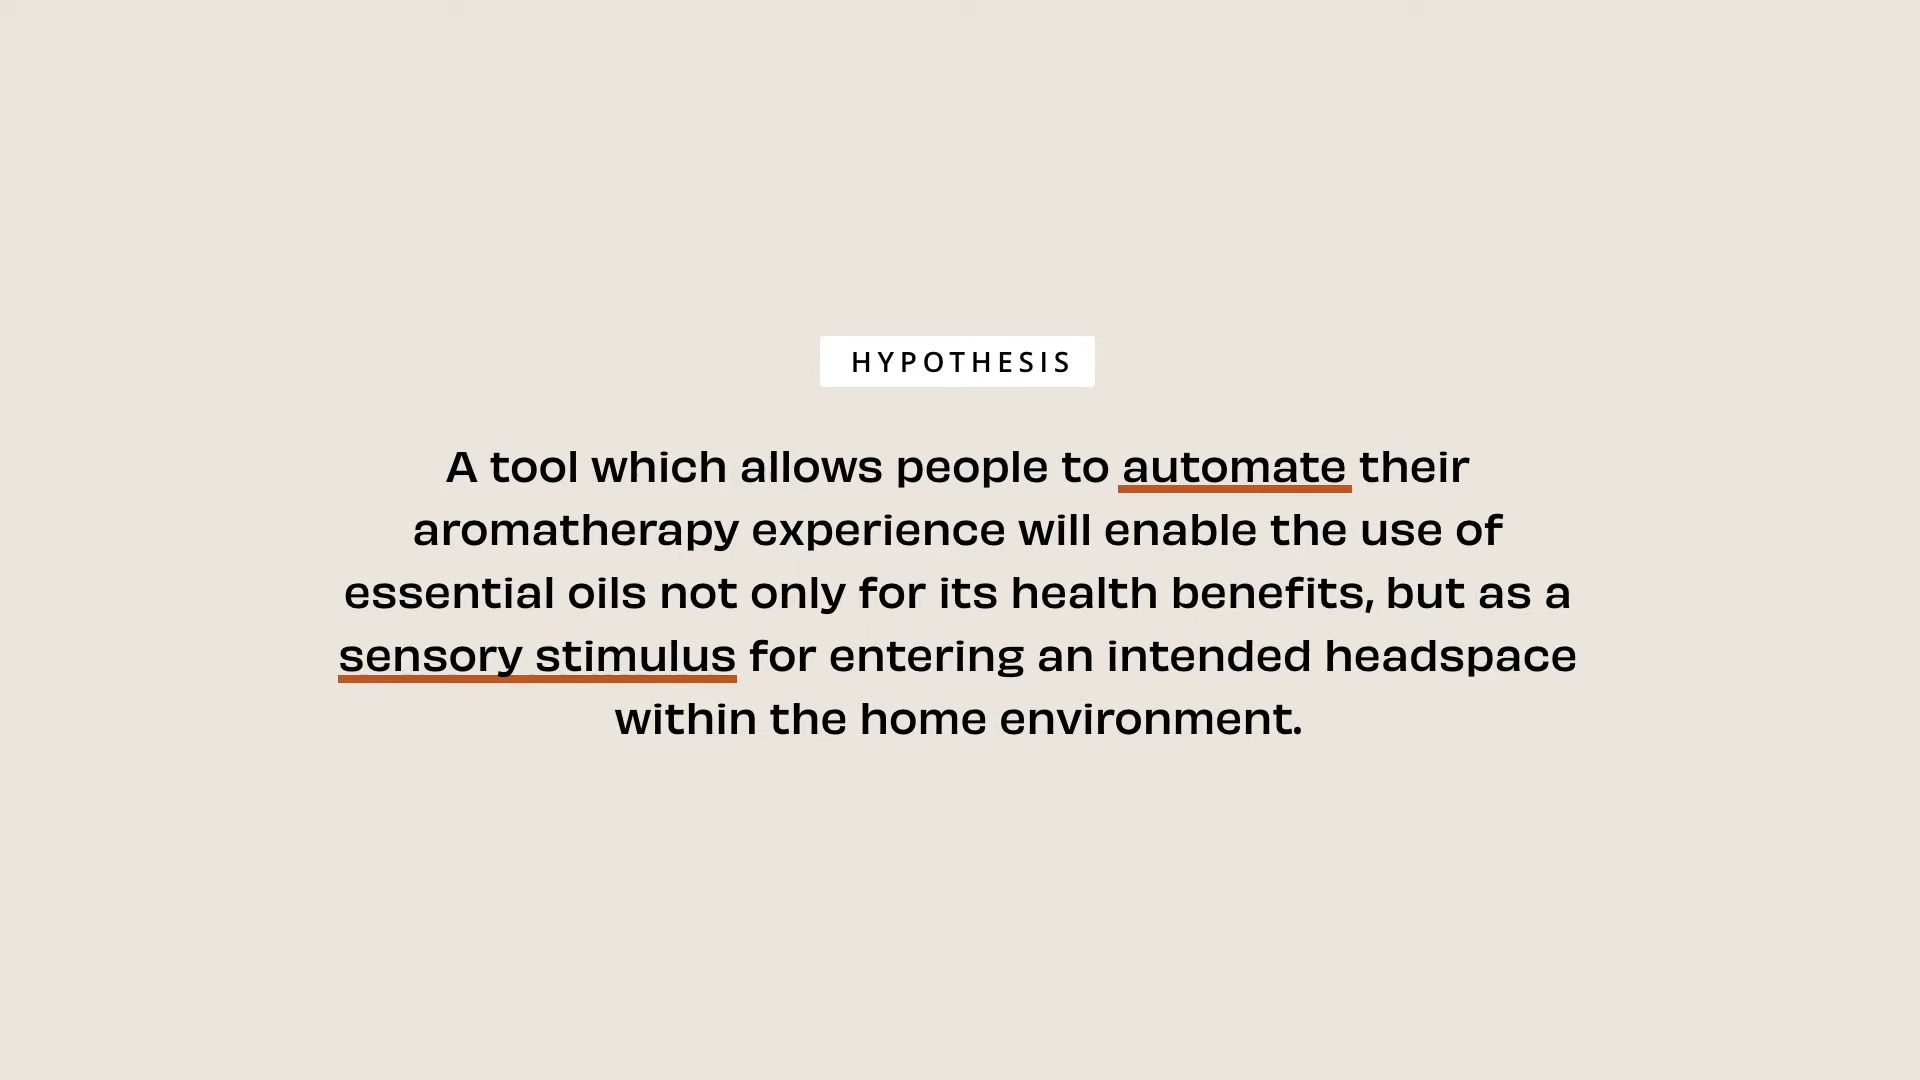 HYPOTHESIS
A tool which allows people to automate their
aromatherapy experience will enable the use of
essential oils not only for its health benefits, but as a
sensory stimulus for entering an intended headspace
within the home environment.